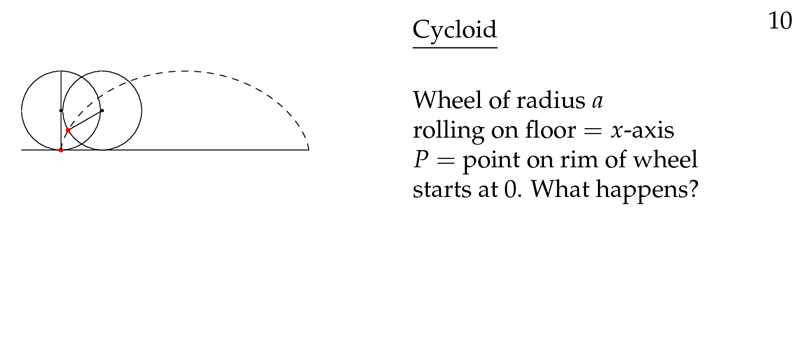 Cycloid
10
Wheel of radius a
rolling on floor = x-axis
P = point on rim of wheel
starts at 0. What happens?